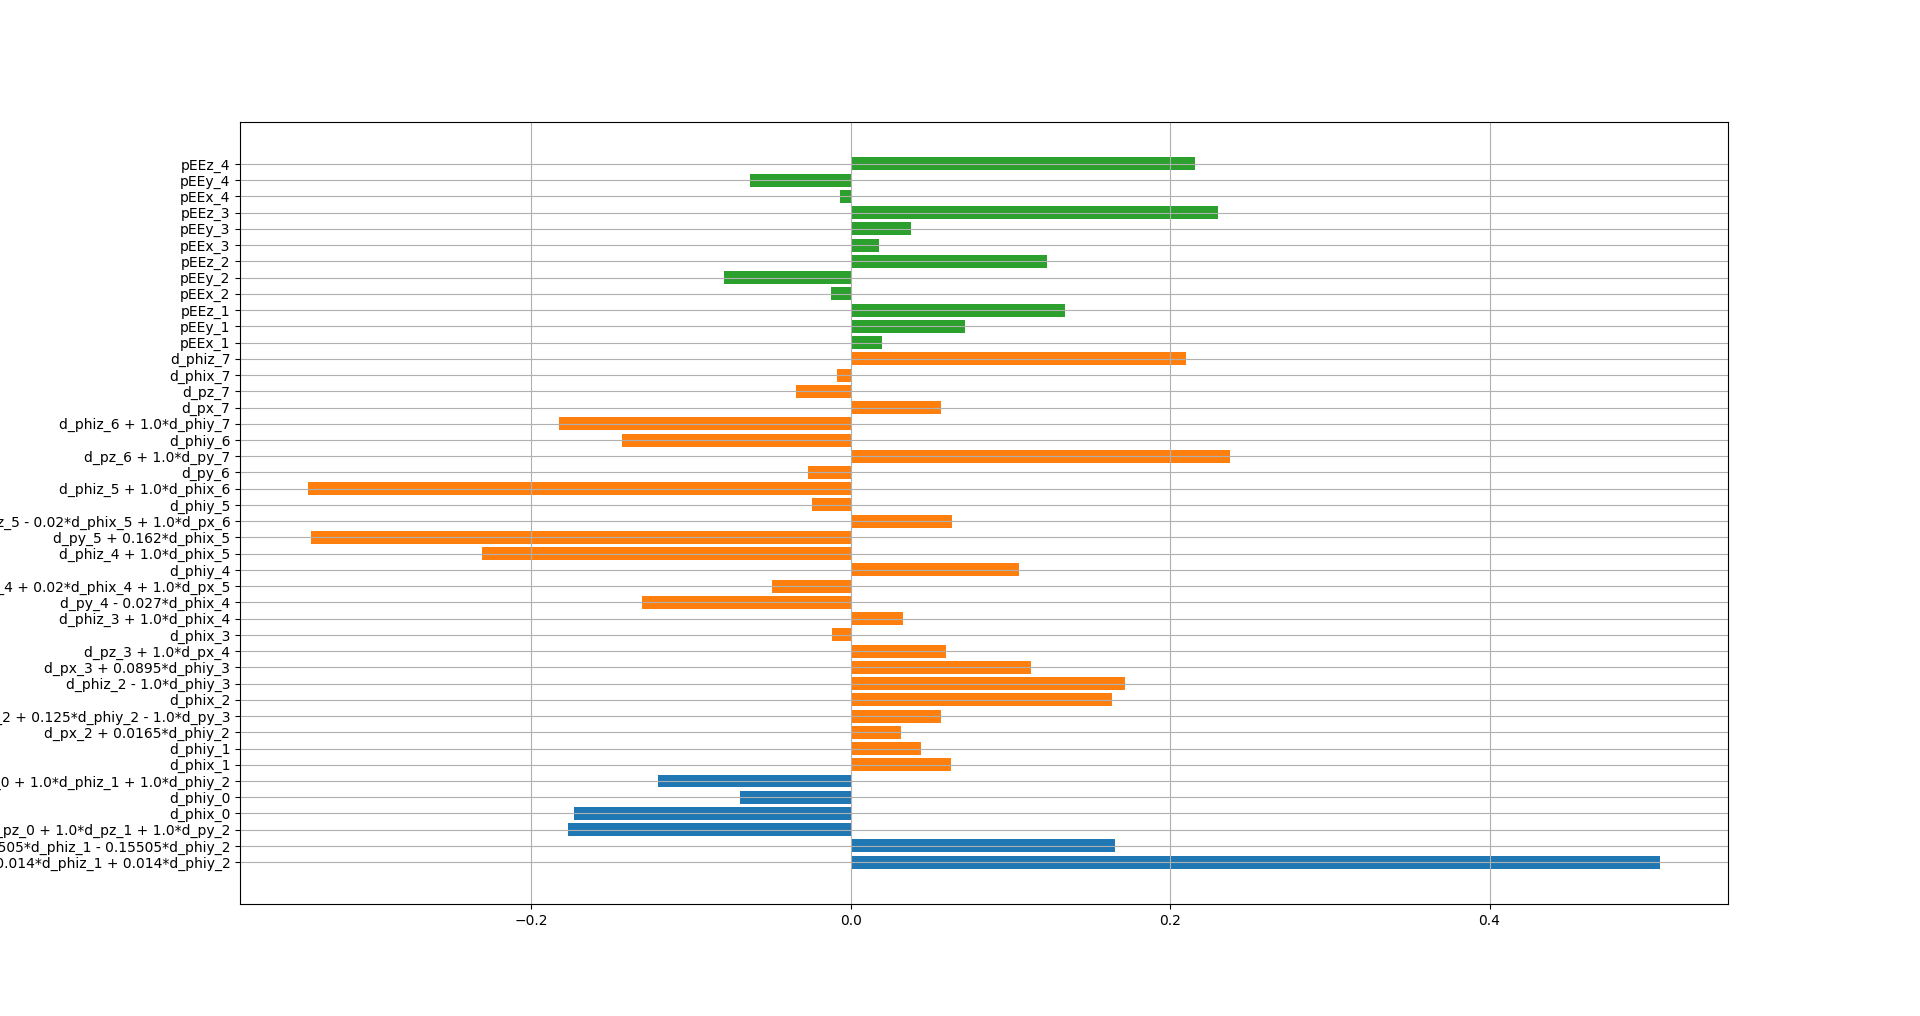 pEEz_4
pEEy_4
pEEx_4
pEEz_3
pEEy_3
pEEx_3
pEEz_2
pEEy_2
pEEx_2
pEEz_1
pEEy_1
pEEx_1
d_phiz_7
d_phix_7
d_pz_7
d_px_7
d_phiz_6 + 1.0*d_phiy_7
d_phiy_6
d_pz_6 + 1.0*d_py_7
d_py_6
d_phiz_5 + 1.0*d_phix_6
d_phiy_5
z_5 - 0.02*d_phix_5 + 1.0*d_px_6
d_py_5 + 0.162*d_phix_5
d_phiz_4 + 1.0*d_phix_5
d_phiy_4
_4 + 0.02*d_phix_4 + 1.0*d_px_5
d_py_4 - 0.027*d_phix_4
d_phiz_3 + 1.0*d_phix_4
d_phix_3
d_pz_3 + 1.0*d_px_4
d_px_3 + 0.0895*d_phiy_3
d_phiz_2 - 1.0*d_phiy_3
d_phix_2
_2 + 0.125*d_phiy_2 - 1.0*d_py_3
d_px_2 + 0.0165*d_phiy_2
d_phiy_1
d_phix_1
0 + 1.0*d_phiz_1 + 1.0*d_phiy_2
d_phiy_0
d_phix_0
pz_0 + 1.0*d_pz_1 + 1.0*d_py_2
505*d_phiz_1 - 0.15505*d_phiy_2
0.014*d_phiz_1 + 0.014*d_phiy_2
−0.2 0.0 0.2 0.4